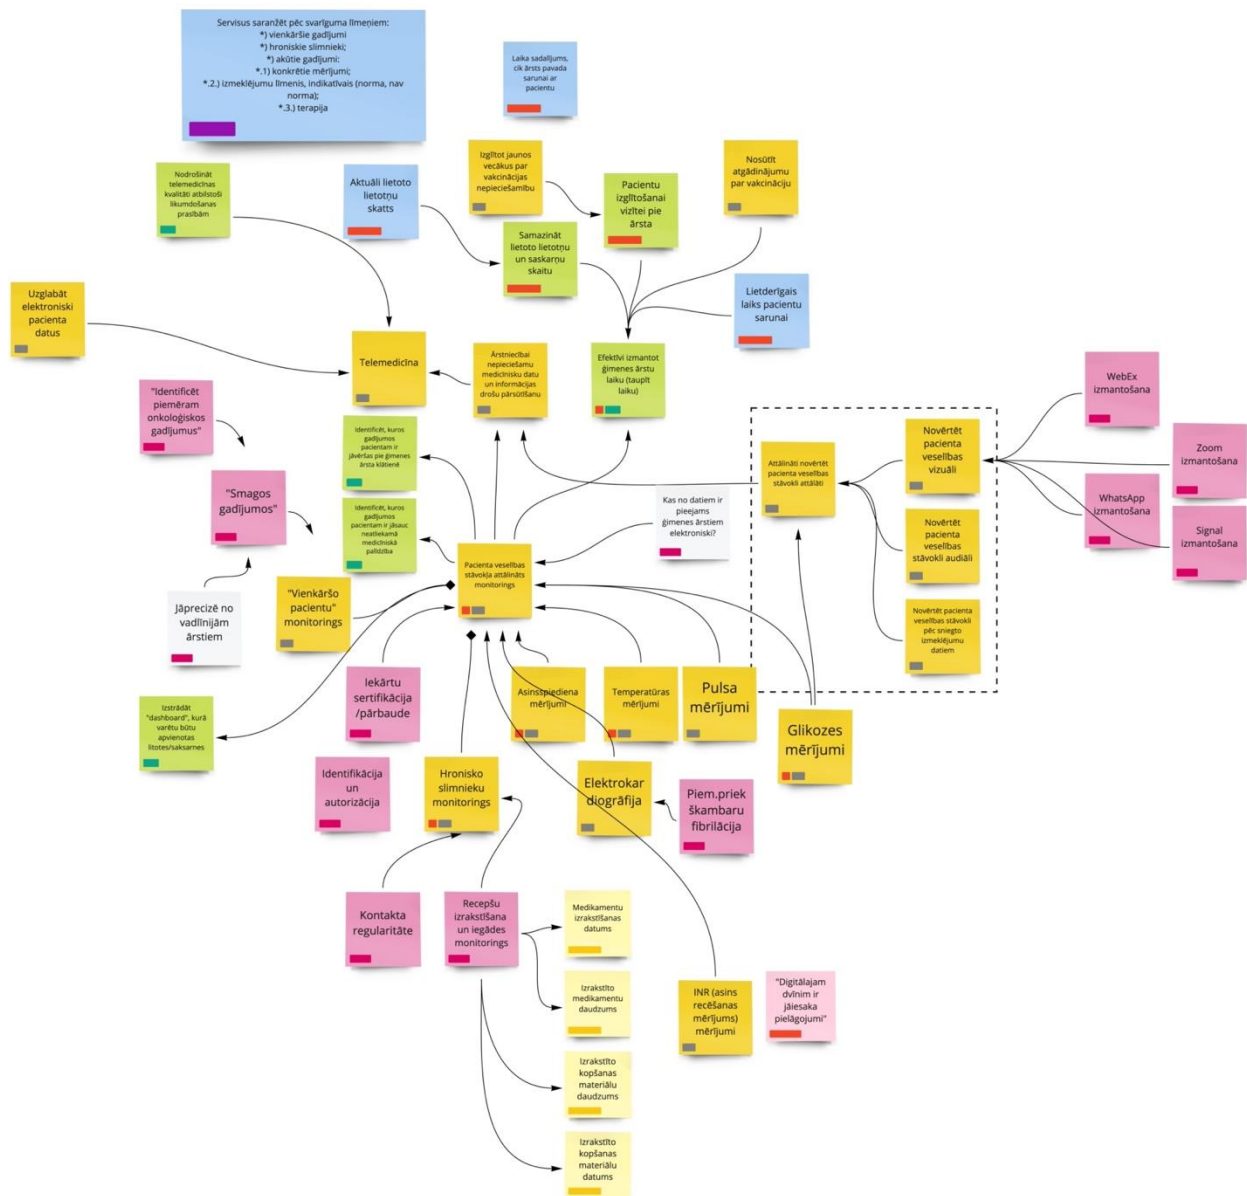 Servisus saranžēt pēc svarīguma līmeņiem:
*) vienkāršie gadījumi
*) hroniskie slimnieki;
*) akūtie gadījumi:
*.1) konkrētie mērījumi;
*.2.) izmeklējumu līmenis, indikatīvais (norma, nav
norma);
*.3.) terapija
Laika sadalījums,
cik ārsts pavada
sarunai ar
pacientu
Nodrošināt
telemedicīnas
kvalitāti atbilstoši
likumdošanas
prasībām
Aktuāli lietoto
lietotņu
skatts
Izglītot jaunos
vecākus par
vakcinācijas
nepieciešamību
Pacientu
izglītošanai
vizītei pie
ārsta
Nosūtīt
atgādinājumu
par vakcināciju
Samazināt
lietoto lietotņu
un saskarņu
skaitu
Lietderīgais
laiks pacientu
sarunai
Uzglabāt
elektroniski
pacienta
datus
Telemedicīna
Ārstniecībai
nepieciešamu
medicīnisku datu
un informācijas
drošu pārsūtīšanu
Efektīvi izmantot
ģimenes ārstu
laiku (taupīt
laiku)
"Identificēt
piemēram
onkoloģiskos
gadījumus"
Identificēt, kuros
gadījumos
pacientam ir
jāvēršas pie ģimenes
ārsta klātienē
Attālināti novērtēt
pacienta veselības
stāvokli attālāti
Novērtēt
pacienta
veselības
vizuāli
WebEx
izmantošana
Zoom
izmantošana
WhatsApp
izmantošana
Signal
izmantošana
"Smagos
gadījumos"
Identificēt, kuros
gadījumos
pacientam ir jāsauc
neatliekamā
medicīniskā
palīdzība
Kas no datiem ir
pieejams
ģimenes ārstiem
elektroniski?
Novērtēt
pacienta
veselības
stāvokli audiāli
Pacienta veselības
stāvokļa attālināts
monitorings
Jāprecizē no
vadlīnijām
ārstiem
"Vienkāršo
pacientu"
monitorings
Novērtēt pacienta
veselības stāvokli
pēc sniegto
izmeklējumu
datiem
Iekārtu
sertifikācija
/pārbaude
Asinsspiediena
mērījumi
Temperatūras
mērījumi
Pulsa
mērījumi
Glikozes
mērījumi
Izstrādāt
"dashboard", kurā
varētu būtu
apvienotas
litotes/saksarnes
Identifikācija
un
autorizācija
Hronisko
slimnieku
monitorings
Elektrokar
diogrāfija
Piem.priek
škambaru
fibrilācija
Kontakta
regularitāte
Recepšu
izrakstīšana
un iegādes
monitorings
Medikamentu
izrakstīšanas
datums
Izrakstīto
medikamentu
daudzums
INR (asins
recēšanas
mērījums)
mērījumi
"Digitālajam
dvīnim ir
jāiesaka
pielāgojumi"
Izrakstīto
kopšanas
materiālu
daudzums
Izrakstīto
kopšanas
materiālu
datums